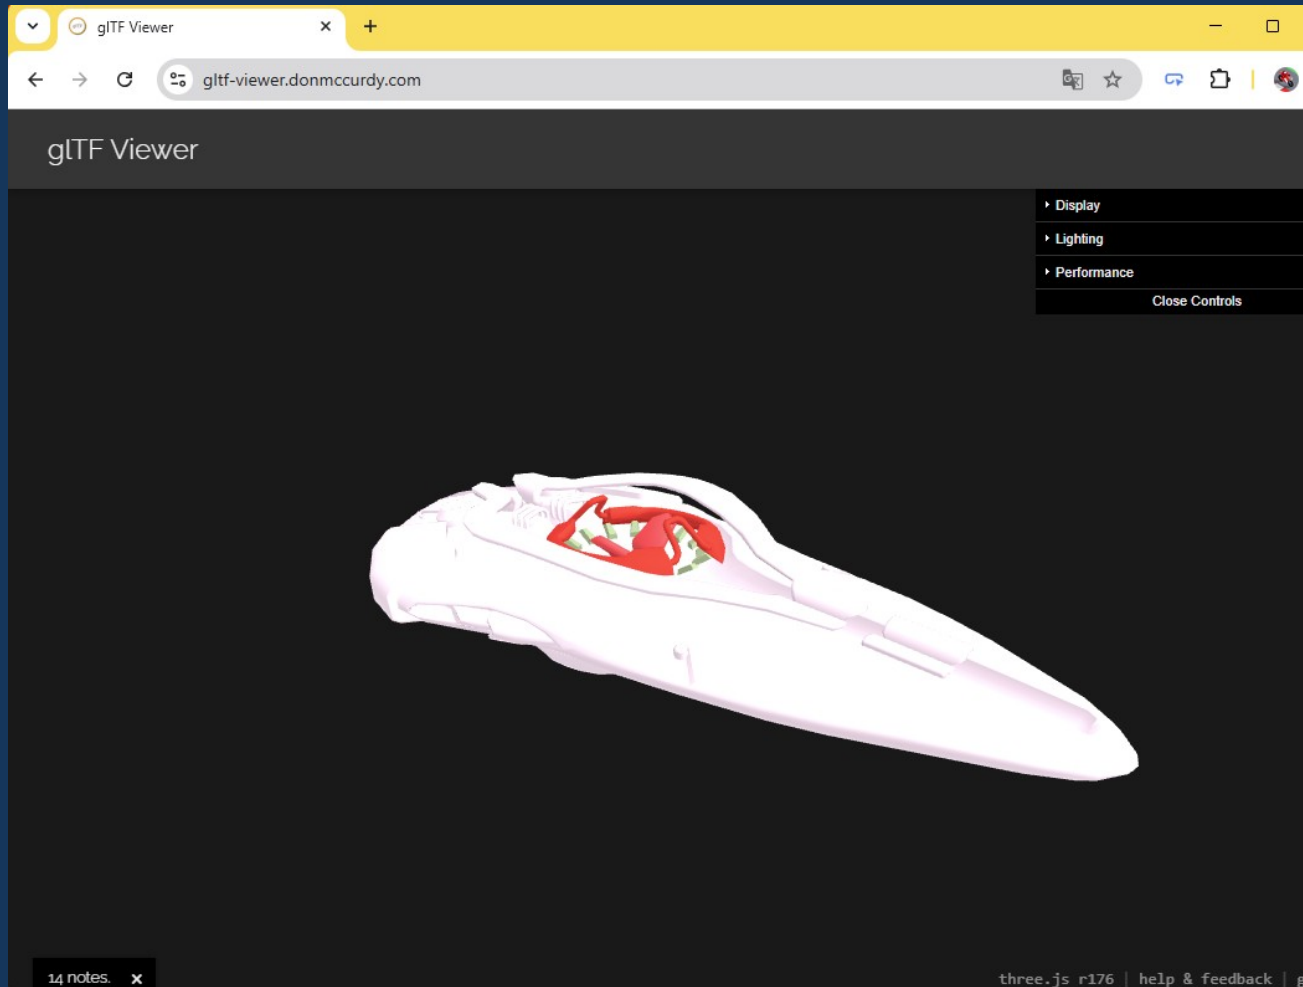 glTF Viewer
gltf-viewer.donmccurdy.com
glTF Viewer
Display
Lighting
Performance
Close Controls
14 notes.
three.js r176 | help & feedback |